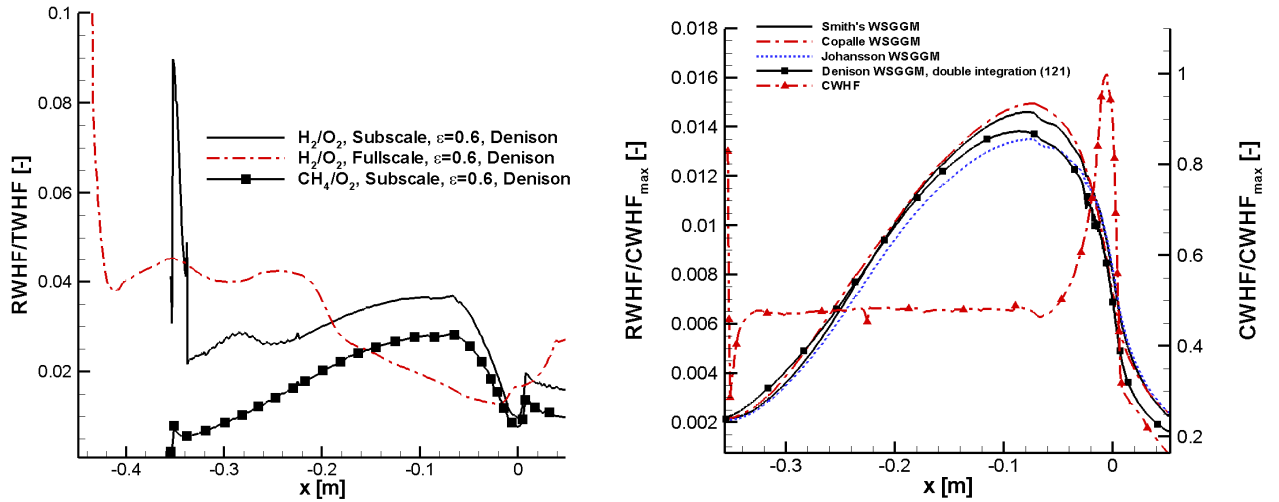 0.1
0.08
0.06
0.04
0.02
RWHF/TWHF [-]
H₂/O₂, Subscale, ε=0.6, Denison
H₂/O₂, Fullscale, ε=0.6, Denison
CH₄/O₂, Subscale, ε=0.6, Denison
-0.4
-0.3
-0.2
-0.1
0
x [m]
0.018
0.016
0.014
0.012
0.01
0.008
0.006
0.004
0.002
RWHF/CWHFmax [-]
Smith's WSGGM
Copalle WSGGM
Johansson WSGGM
Denison WSGGM, double integration (121)
CWHF
1
0.8
0.6
0.4
0.2
CWHF/CWHFmax [-]
-0.3
-0.2
-0.1
0
x [m]